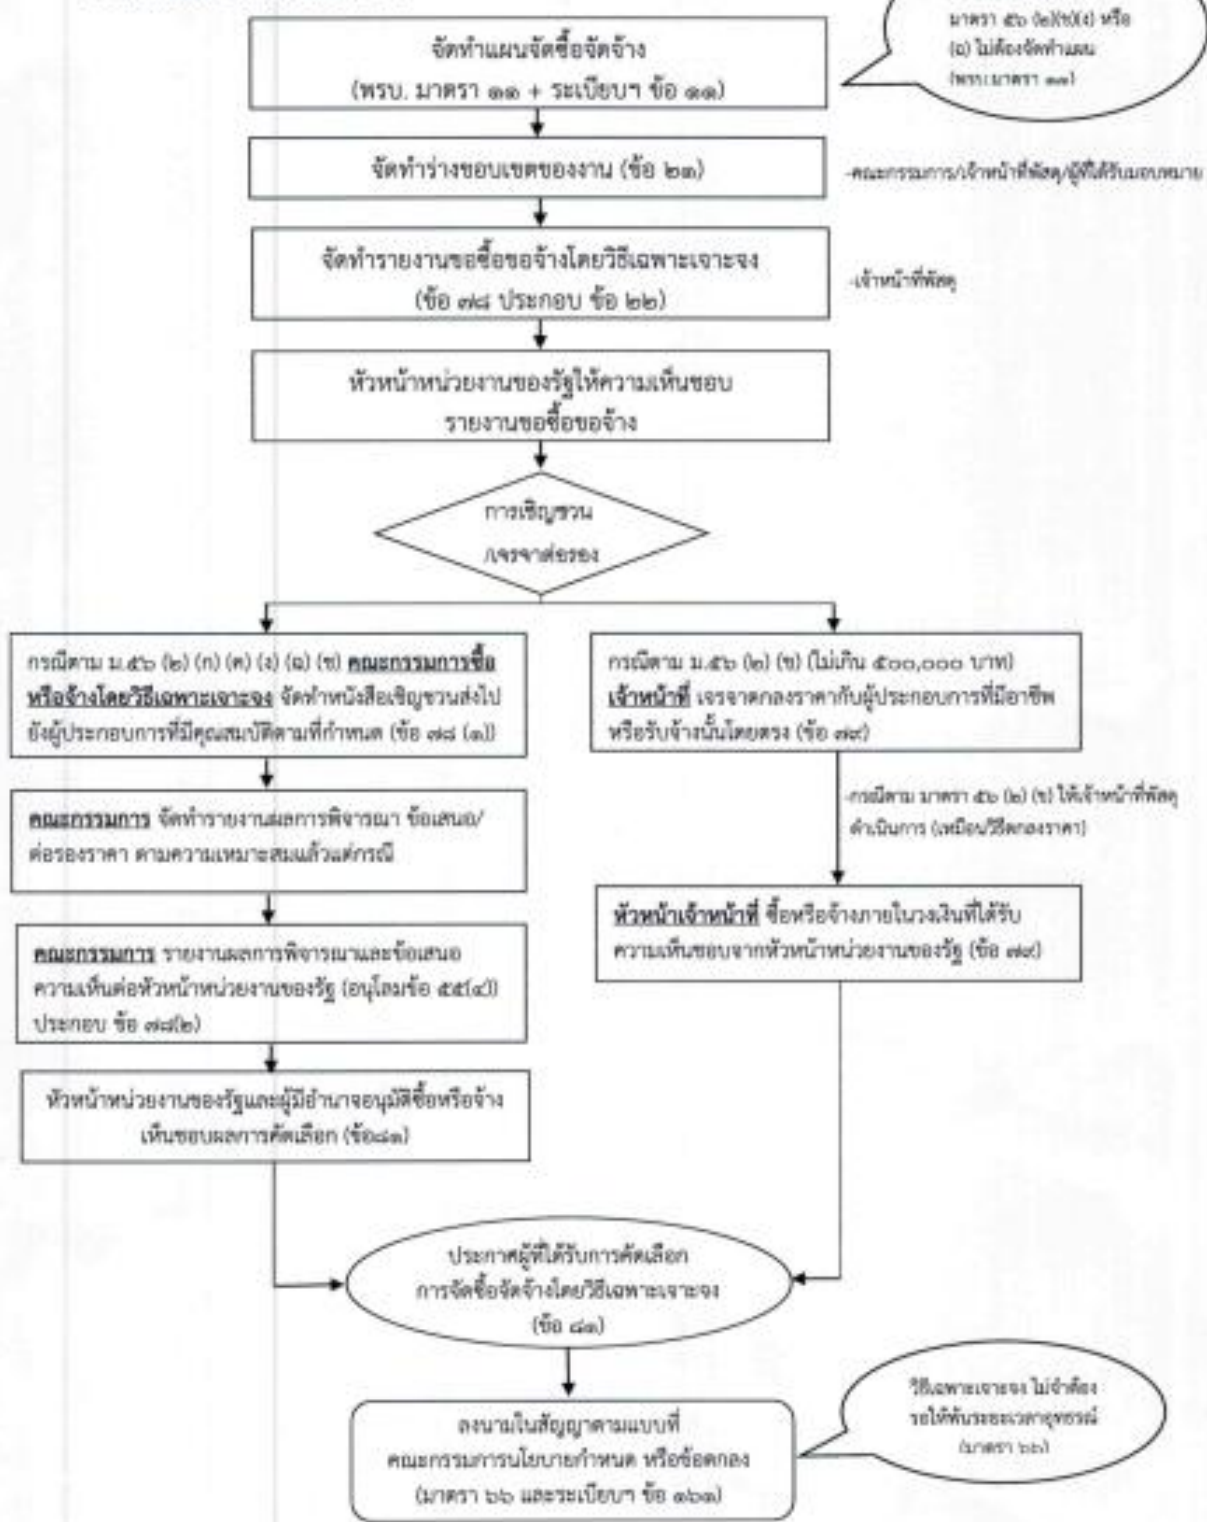 มาตรา ๕๖ (๒)(ข)(ง) หรือ
(ฉ) ไม่ต้องจัดทำแผน
(พรบ.มาตรา ๑๑)
จัดทำแผนจัดซื้อจัดจ้าง
(พรบ. มาตรา ๑๑ + ระเบียบฯ ข้อ ๑๑)
จัดทำร่างขอบเขตของงาน (ข้อ ๒๑)
-คณะกรรมการ/เจ้าหน้าที่พัสดุ/ผู้ที่ได้รับมอบหมาย
จัดทำรายงานขอซื้อขอจ้างโดยวิธีเฉพาะเจาะจง
(ข้อ ๗๘ ประกอบ ข้อ ๒๒)
-เจ้าหน้าที่พัสดุ
หัวหน้าหน่วยงานของรัฐให้ความเห็นชอบ
รายงานขอซื้อขอจ้าง
การเชิญชวน
/เจรจาต่อรอง
กรณีตาม ม.๕๖ (๒) (ก) (ค) (ง) (ฉ) (ช) คณะกรรมการซื้อ
หรือจ้างโดยวิธีเฉพาะเจาะจง จัดทำหนังสือเชิญชวนส่งไป
ยังผู้ประกอบการที่มีคุณสมบัติตามที่กำหนด (ข้อ ๗๘ (๑))
คณะกรรมการ จัดทำรายงานผลการพิจารณา ข้อเสนอ/
ต่อรองราคา ตามความเหมาะสมแล้วแต่กรณี
คณะกรรมการ รายงานผลการพิจารณาและข้อเสนอ
ความเห็นต่อหัวหน้าหน่วยงานของรัฐ (อนุโลมข้อ ๕๕(๔))
ประกอบ ข้อ ๗๘(๒)
หัวหน้าหน่วยงานของรัฐและผู้มีอำนาจอนุมัติซื้อหรือจ้าง
เห็นชอบผลการคัดเลือก (ข้อ๘๑)
กรณีตาม ม.๕๖ (๒) (ข) (ไม่เกิน ๕๐๐,๐๐๐ บาท)
เจ้าหน้าที่ เจรจาตกลงราคากับผู้ประกอบการที่มีอาชีพ
หรือรับจ้างนั้นโดยตรง (ข้อ ๗๙)
-กรณีตาม มาตรา ๕๖ (๒) (ข) ให้เจ้าหน้าที่พัสดุ
ดำเนินการ (เหมือนวิธีตกลงราคา)
หัวหน้าเจ้าหน้าที่ ซื้อหรือจ้างภายในวงเงินที่ได้รับ
ความเห็นชอบจากหัวหน้าหน่วยงานของรัฐ (ข้อ ๗๙)
ประกาศผู้ที่ได้รับการคัดเลือก
การจัดซื้อจัดจ้างโดยวิธีเฉพาะเจาะจง
(ข้อ ๘๑)
วิธีเฉพาะเจาะจง ไม่จำต้อง
รอให้พ้นระยะเวลาอุทธรณ์
(มาตรา ๖๖)
ลงนามในสัญญาตามแบบที่
คณะกรรมการนโยบายกำหนด หรือข้อตกลง
(มาตรา ๖๖ และระเบียบฯ ข้อ ๑๖๑)